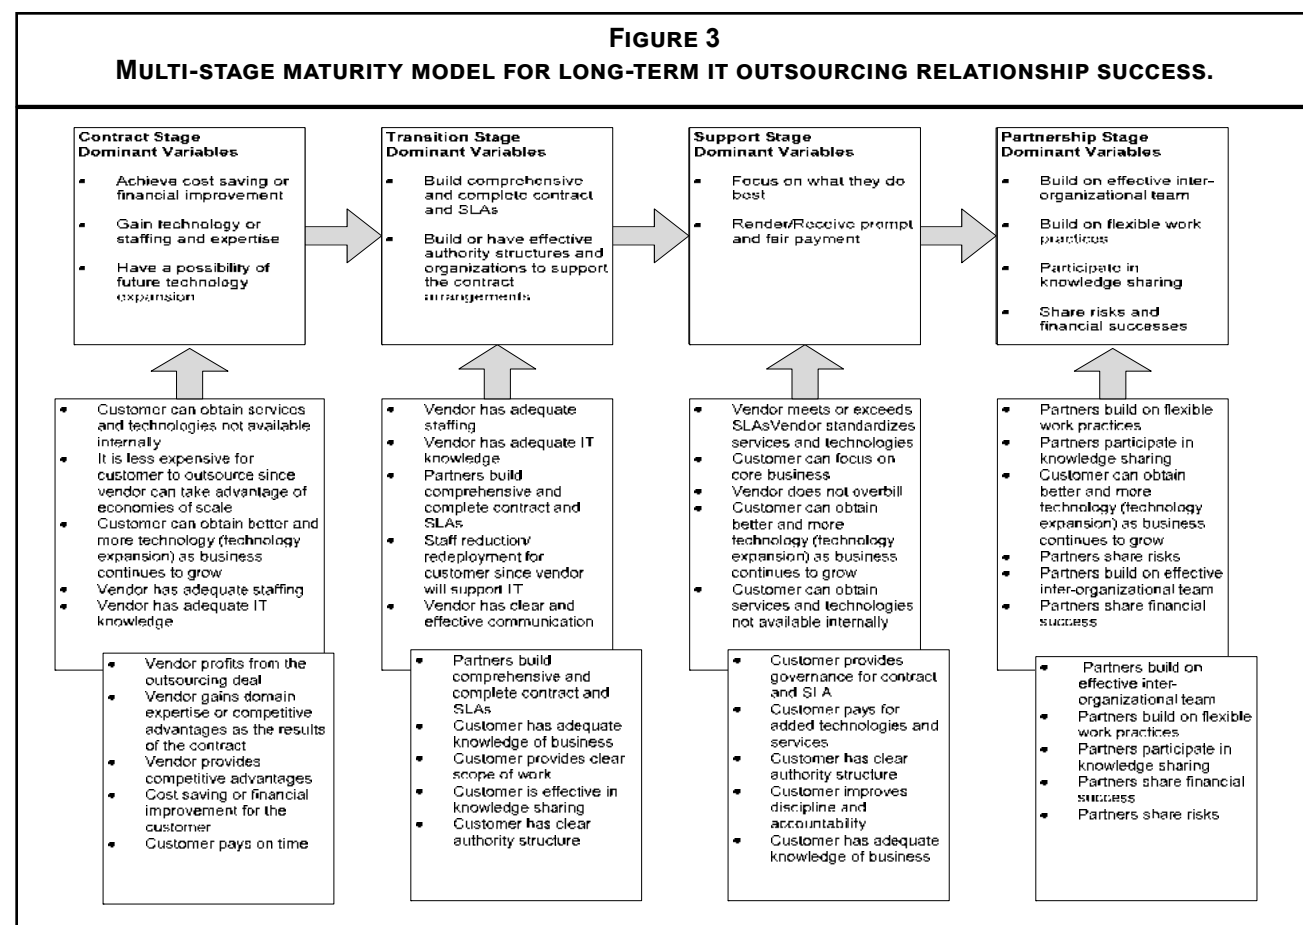 FIGURE 3
MULTI-STAGE MATURITY MODEL FOR LONG-TERM IT OUTSOURCING RELATIONSHIP SUCCESS.
Contract Stage
Dominant Variables
Achieve cost saving or
financial improvement
Gain technology or
staffing and expertise
Have a possibility of
future technology
expansion
Transition Stage
Dominant Variables
Build comprehensive
and complete contract
and SLAs
Build or have effective
authority structures and
organizations to support
the contract
arrangements
Support Stage
Dominant Variables
Focus on what they do
best
Render/Receive prompt
and fair payment
Partnership Stage
Dominant Variables
Build on effective inter-
organizational team
Build on flexible work
practices
Participate in
knowledge sharing
Share risks and
financial successes
Customer can obtain services
and technologies not available
internally
It is less expensive for
customer to outsource since
vendor can take advantage of
economies of scale
Customer can obtain better and
more technology (technology
expansion) as business
continues to grow
Vendor has adequate staffing
Vendor has adequate IT
knowledge
Vendor has adequate
staffing
Vendor has adequate IT
knowledge
Partners build
comprehensive and
complete contract and
SLAs
Staff reduction/
redeployment for
customer since vendor
will support IT
Vendor has clear and
effective communication
Vendor meets or exceeds
SLAsVendor standardizes
services and technologies
Customer can focus on
core business
Vendor does not overbill
Customer can obtain
better and more
technology (technology
expansion) as business
continues to grow
Customer can obtain
services and technologies
not available internally
Partners build on flexible
work practices
Partners participate in
knowledge sharing
Customer can obtain
better and more
technology (technology
expansion) as business
continues to grow
Partners share risks
Partners build on effective
inter-organizational team
Partners share financial
success
Vendor profits from the
outsourcing deal
Vendor gains domain
expertise or competitive
advantages as the results
of the contract
Vendor provides
competitive advantages
Cost saving or financial
improvement for the
customer
Customer pays on time
Partners build
comprehensive and
complete contract and
SLAs
Customer has adequate
knowledge of business
Customer provides clear
scope of work
Customer is effective in
knowledge sharing
Customer has clear
authority structure
Customer provides
governance for contract
and SLA
Customer pays for
added technologies and
services
Customer has clear
authority structure
Customer improves
discipline and
accountability
Customer has adequate
knowledge of business
Partners build on
effective inter-
organizational team
Partners build on flexible
work practices
Partners participate in
knowledge sharing
Partners share financial
success
Partners share risks